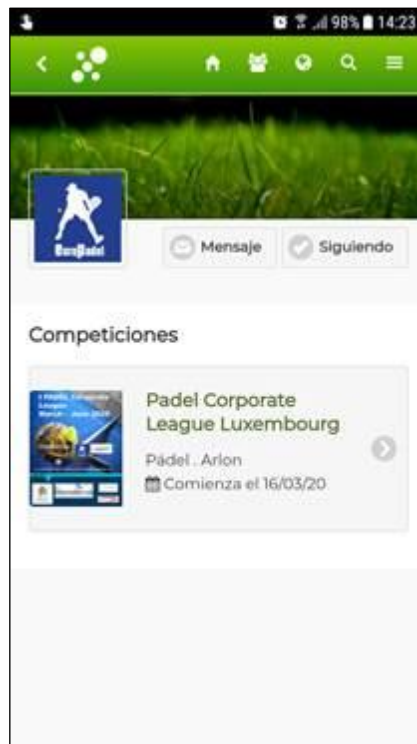 98% 14:23
EuroPadel
Mensaje
Siguiendo
Competiciones
Padel Corporate
League Luxembourg
Pádel . Arlon
Comienza el 16/03/20